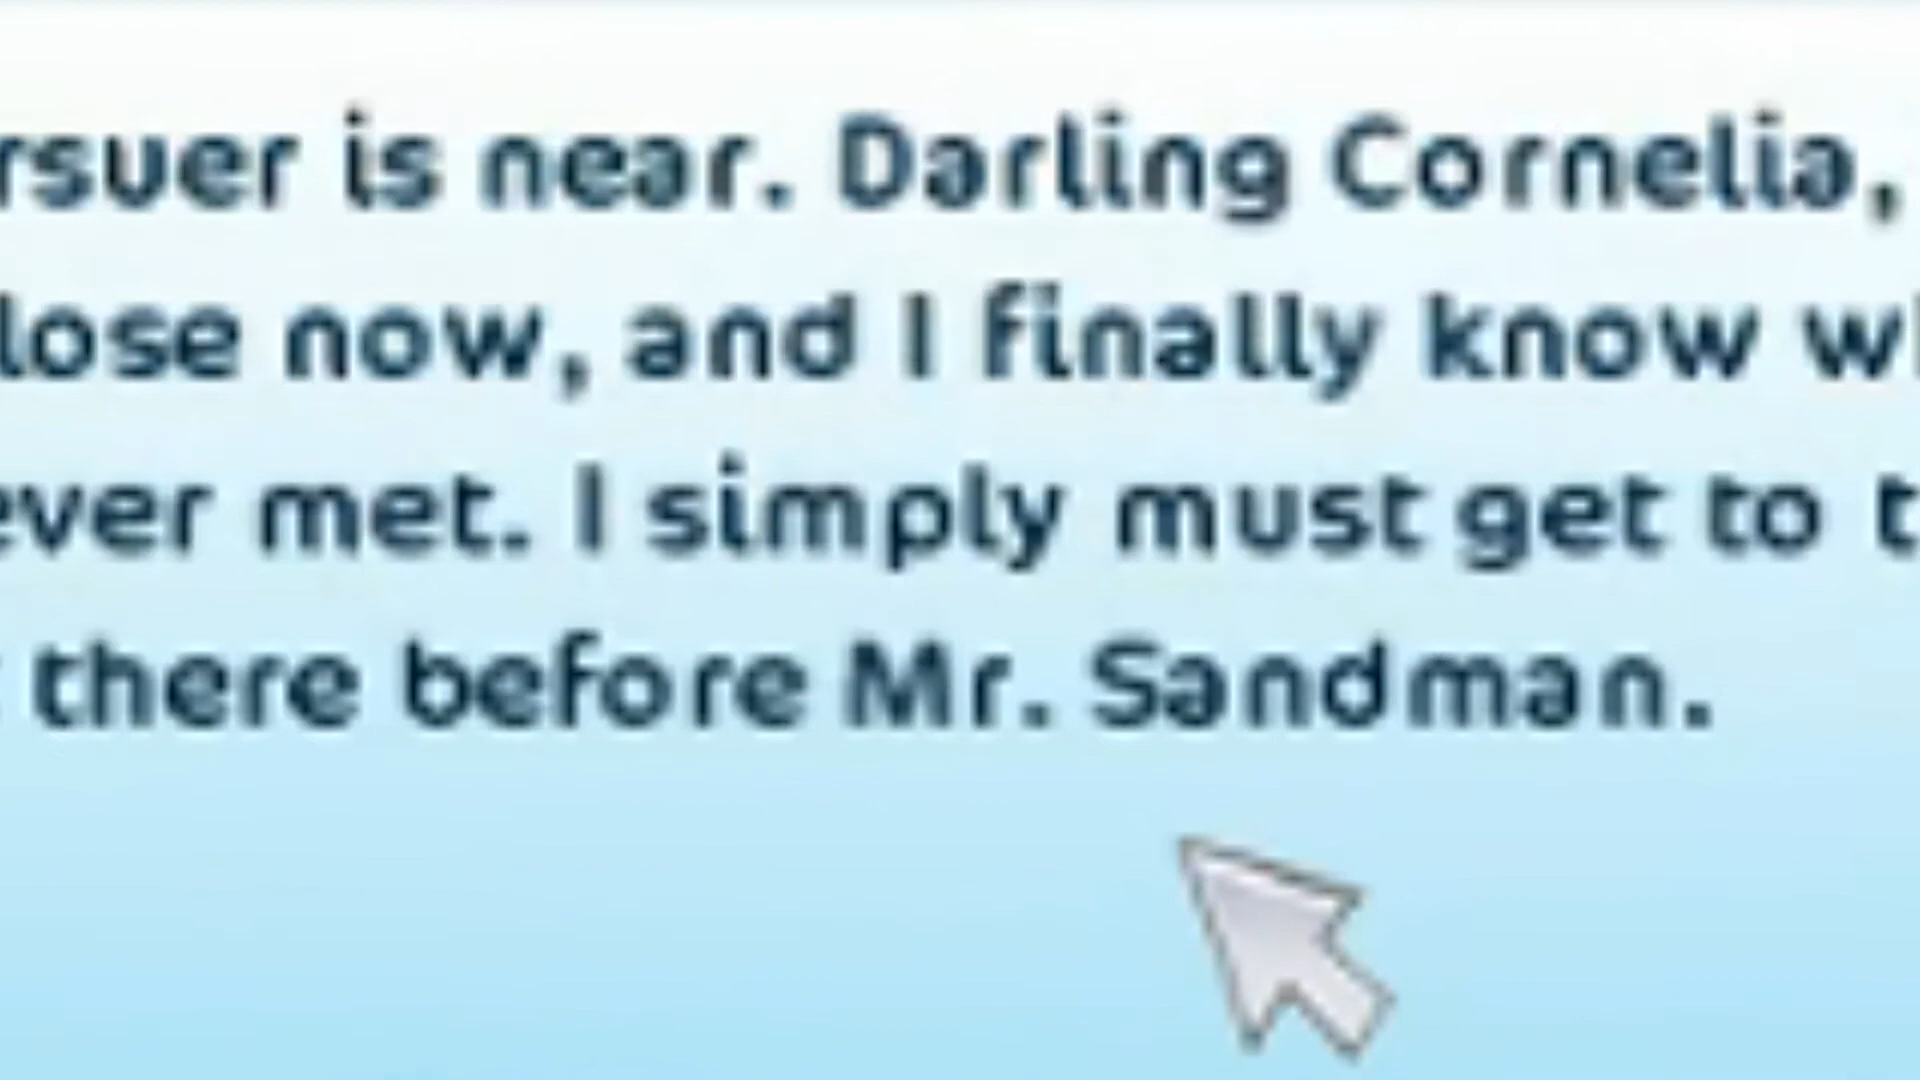 rsuer is near. Darling Cornelia,
lose now, and I finally know w
ever met. I simply must get to t
there before Mr. Sandman.